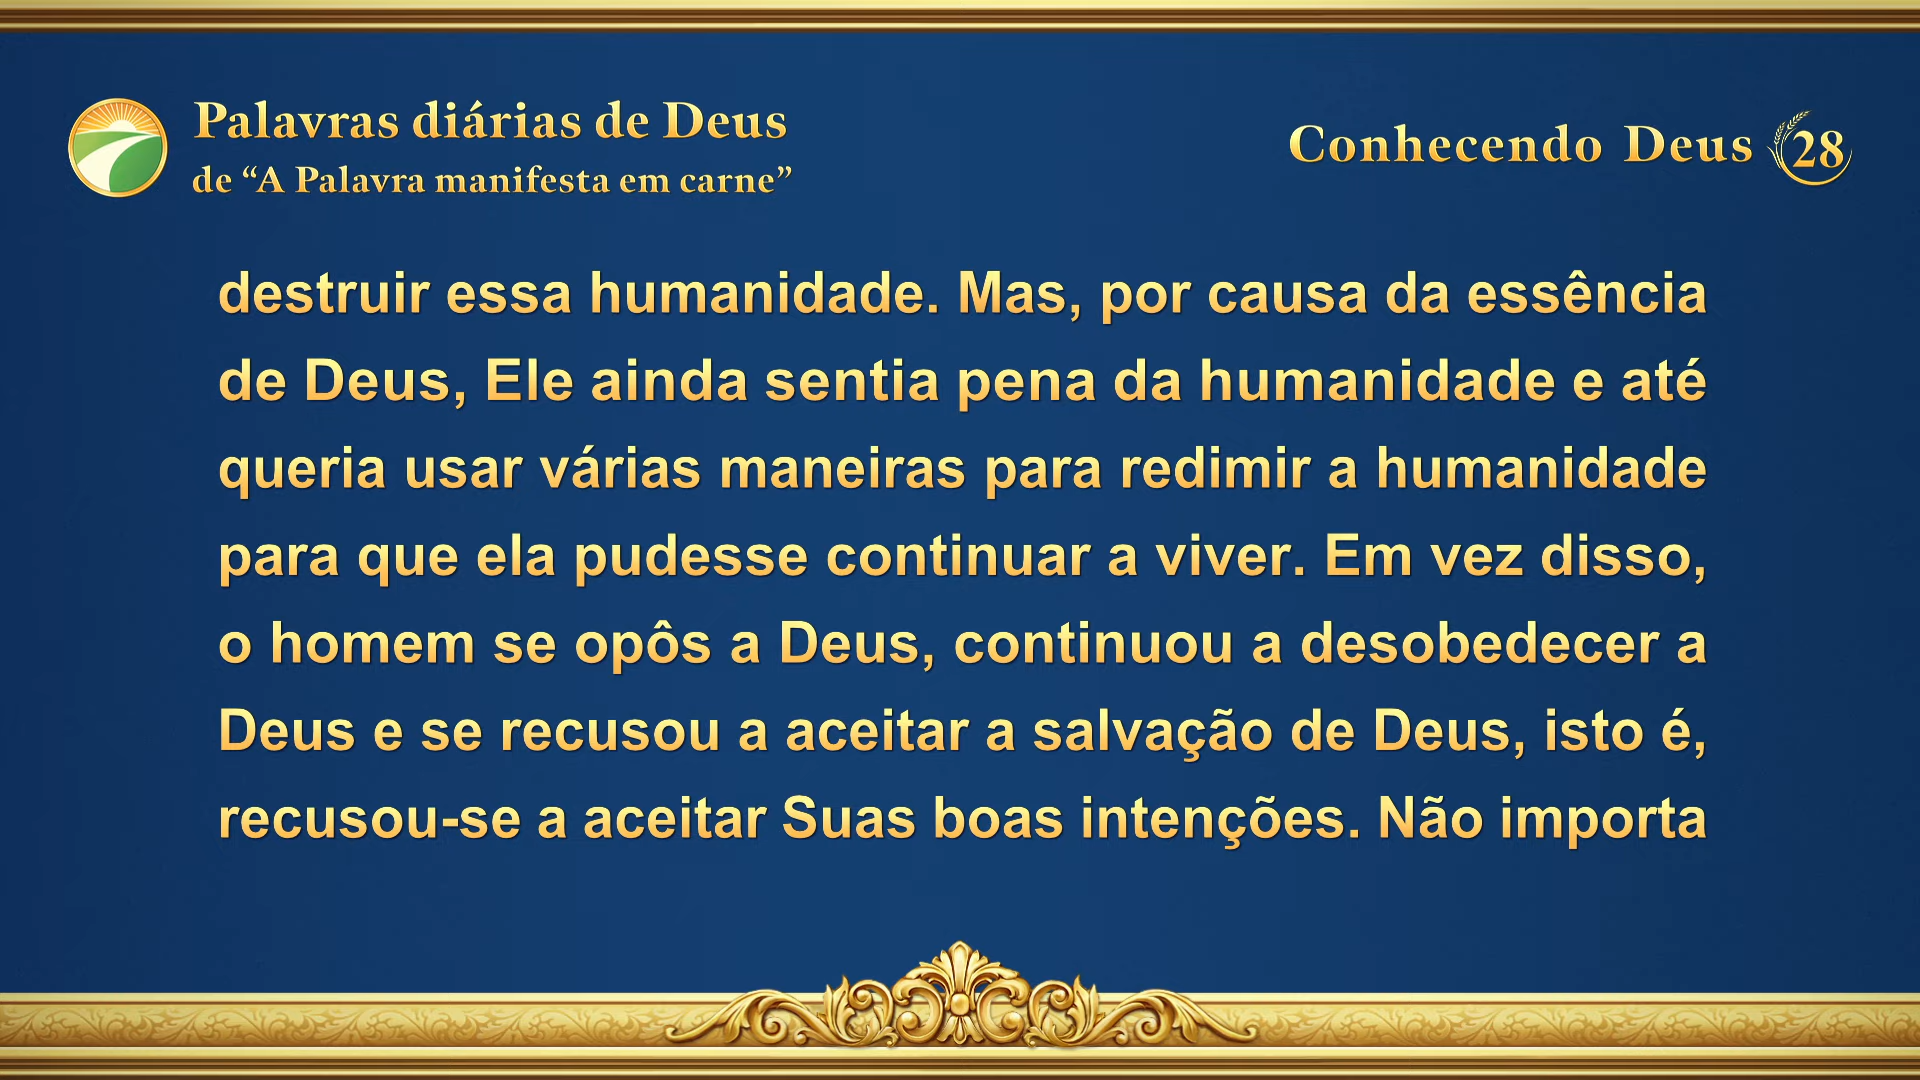 Palavras diárias de Deus
de “A Palavra manifesta em carne”
Conhecendo Deus 28
destruir essa humanidade. Mas, por causa da essência
de Deus, Ele ainda sentia pena da humanidade e até
queria usar várias maneiras para redimir a humanidade
para que ela pudesse continuar a viver. Em vez disso,
o homem se opôs a Deus, continuou a desobedecer a
Deus e se recusou a aceitar a salvação de Deus, isto é,
recusou-se a aceitar Suas boas intenções. Não importa